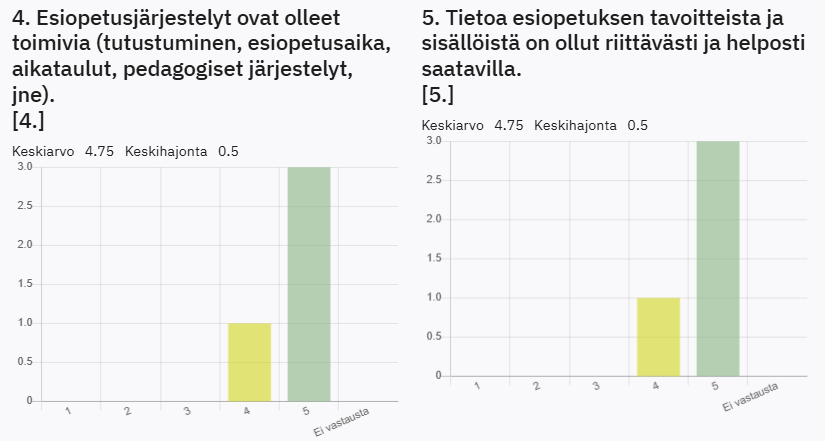 4. Esiopetusjärjestelyt ovat olleet
toimivia (tutustuminen, esiopetusaika,
aikataulut, pedagogiset järjestelyt,
jne).
[4.]
Keskiarvo 4.75 Keskihajonta 0.5
3.0
2.5
2.0
1.5
1.0
0.5
0
1 2 3 4 5 Ei vastausta
5. Tietoa esiopetuksen tavoitteista ja
sisällöistä on ollut riittävästi ja helposti
saatavilla.
[5.]
Keskiarvo 4.75 Keskihajonta 0.5
3.0
2.5
2.0
1.5
1.0
0.5
0
1 2 3 4 5 Ei vastausta